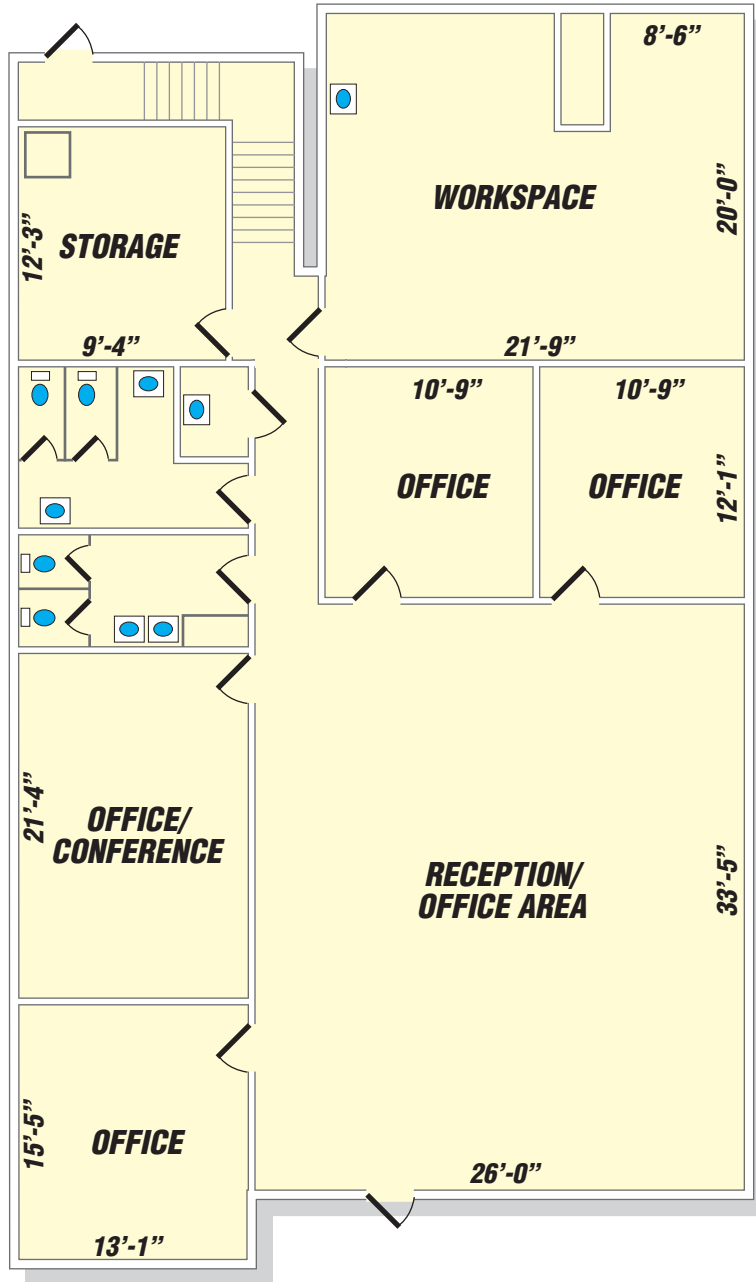 8’-6”
WORKSPACE
20’-0”
STORAGE
12’-3”
9’-4”
21’-9”
10’-9”
10’-9”
OFFICE
OFFICE
12’-1”
OFFICE/
CONFERENCE
21’-4”
RECEPTION/
OFFICE AREA
33’-5”
OFFICE
15’-5”
26’-0”
13’-1”